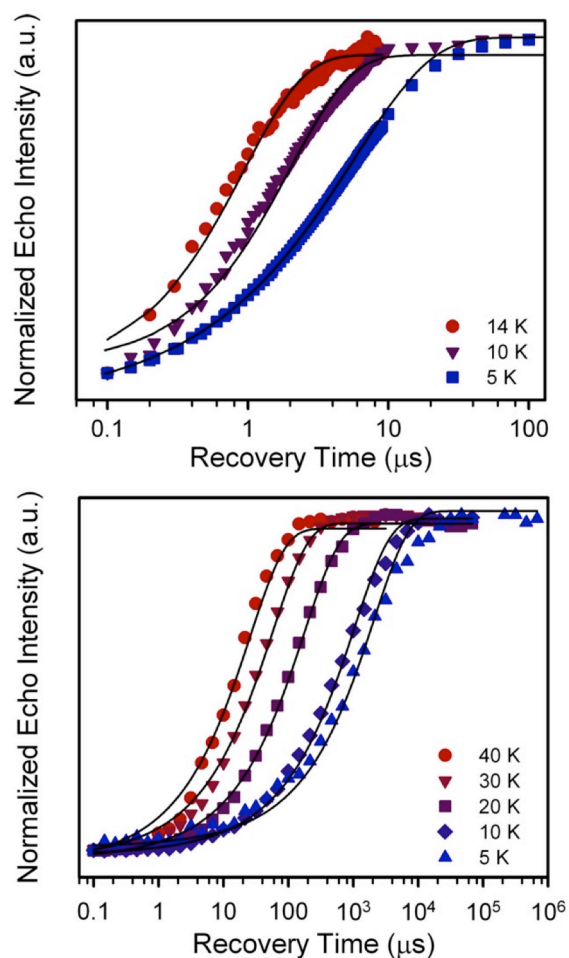 Normalized Echo Intensity (a.u.)
14 K
10 K
5 K
0.1 1 10 100
Recovery Time (μs)
Normalized Echo Intensity (a.u.)
40 K
30 K
20 K
10 K
5 K
0.1 1 10 100 10³ 10⁴ 10⁵ 10⁶
Recovery Time (μs)